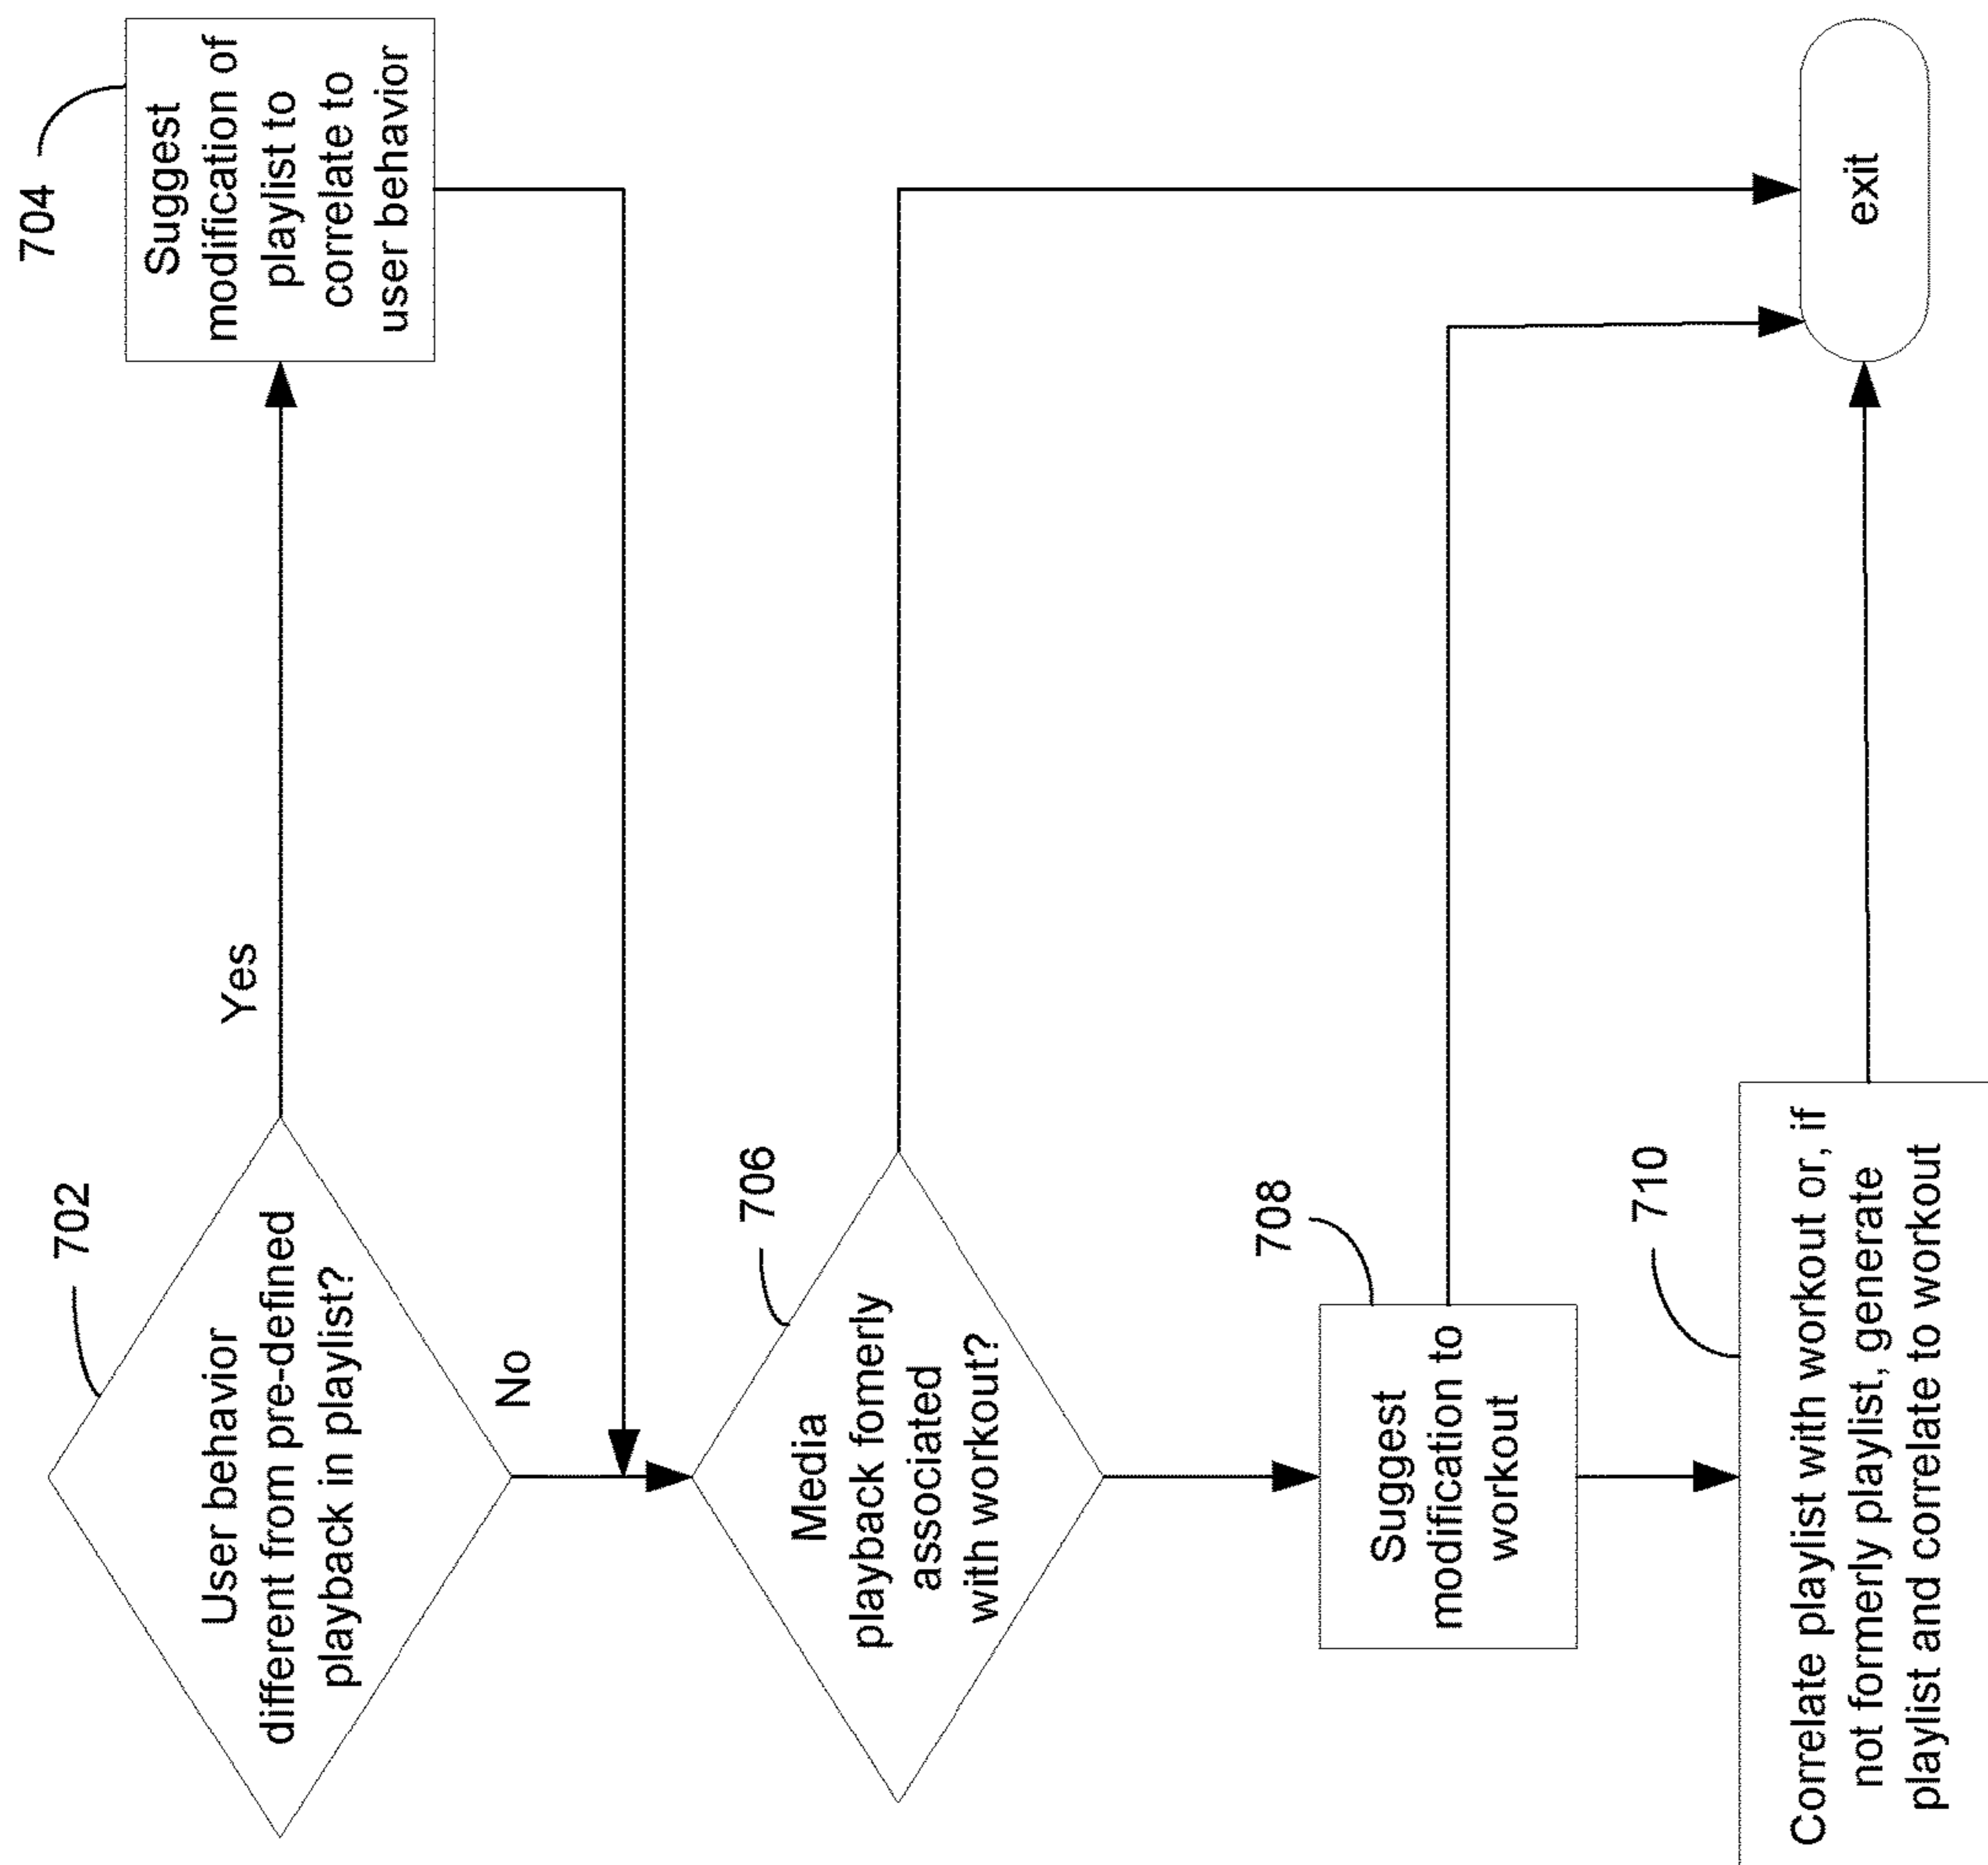 702
User behavior
different from pre-defined
playback in playlist?
Yes
704
Suggest
modification of
playlist to
correlate to
user behavior
No
706
Media
playback fomerly
associated
with workout?
708
Suggest
modification to
workout
710
Correlate playlist with workout or, if
not formerly playlist, generate
playlist and correlate to workout
exit